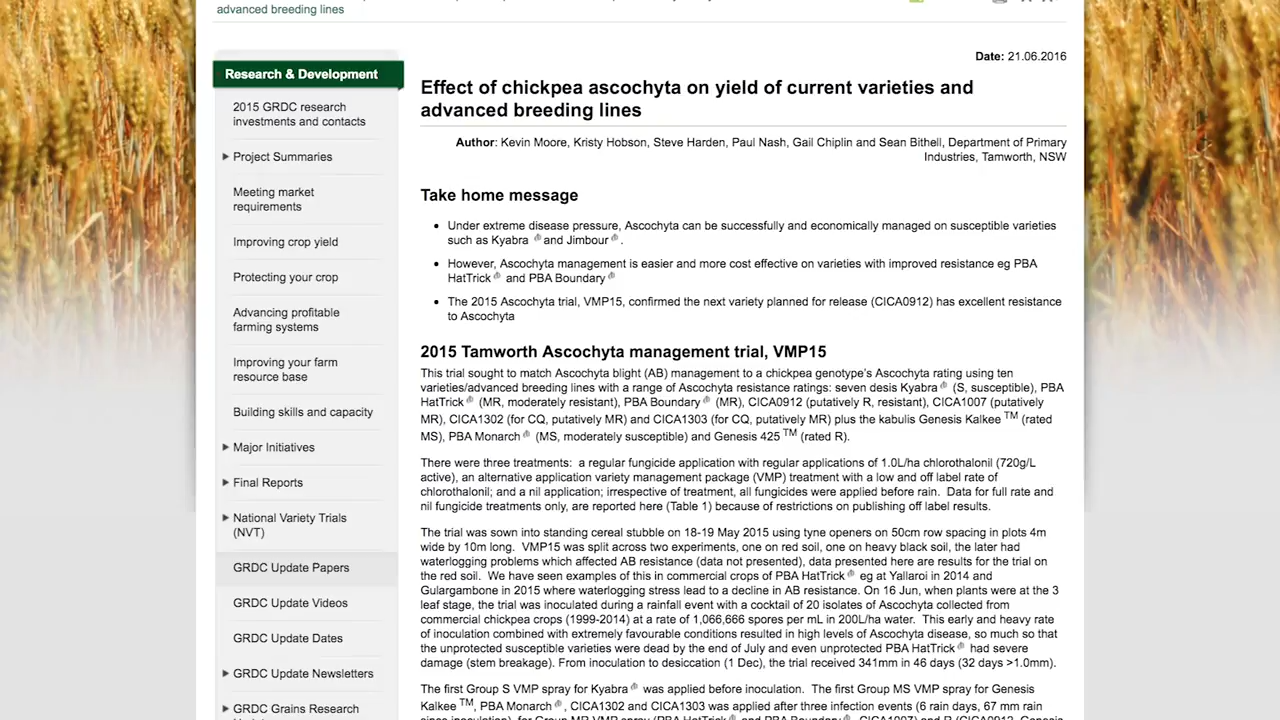 advanced breeding lines
Date: 21.06.2016
Research & Development
2015 GRDC research
investments and contacts
Project Summaries
Meeting market
requirements
Improving crop yield
Protecting your crop
Advancing profitable
farming systems
Improving your farm
resource base
Building skills and capacity
Major Initiatives
Final Reports
National Variety Trials
(NVT)
GRDC Update Papers
GRDC Update Videos
GRDC Update Dates
GRDC Update Newsletters
GRDC Grains Research
Effect of chickpea ascochyta on yield of current varieties and
advanced breeding lines
Author: Kevin Moore, Kristy Hobson, Steve Harden, Paul Nash, Gail Chiplin and Sean Bithell, Department of Primary
Industries, Tamworth, NSW
Take home message
• Under extreme disease pressure, Ascochyta can be successfully and economically managed on susceptible varieties
such as Kyabra and Jimbour .
• However, Ascochyta management is easier and more cost effective on varieties with improved resistance eg PBA
HatTrick and PBA Boundary
• The 2015 Ascochyta trial, VMP15, confirmed the next variety planned for release (CICA0912) has excellent resistance
to Ascochyta
2015 Tamworth Ascochyta management trial, VMP15
This trial sought to match Ascochyta blight (AB) management to a chickpea genotype's Ascochyta rating using ten
varieties/advanced breeding lines with a range of Ascochyta resistance ratings: seven desis Kyabra (S, susceptible), PBA
HatTrick (MR, moderately resistant), PBA Boundary (MR), CICA0912 (putatively R, resistant), CICA1007 (putatively
MR), CICA1302 (for CQ, putatively MR) and CICA1303 (for CQ, putatively MR) plus the kabulis Genesis Kalkee TM (rated
MS), PBA Monarch (MS, moderately susceptible) and Genesis 425 TM (rated R).
There were three treatments: a regular fungicide application with regular applications of 1.0L/ha chlorothalonil (720g/L
active), an alternative application variety management package (VMP) treatment with a low and off label rate of
chlorothalonil; and a nil application; irrespective of treatment, all fungicides were applied before rain. Data for full rate and
nil fungicide treatments only, are reported here (Table 1) because of restrictions on publishing off label results.
The trial was sown into standing cereal stubble on 18-19 May 2015 using tyne openers on 50cm row spacing in plots 4m
wide by 10m long. VMP15 was split across two experiments, one on red soil, one on heavy black soil, the later had
waterlogging problems which affected AB resistance (data not presented), data presented here are results for the trial on
the red soil. We have seen examples of this in commercial crops of PBA HatTrick eg at Yallaroi in 2014 and
Gulargambone in 2015 where waterlogging stress lead to a decline in AB resistance. On 16 Jun, when plants were at the 3
leaf stage, the trial was inoculated during a rainfall event with a cocktail of 20 isolates of Ascochyta collected from
commercial chickpea crops (1999-2014) at a rate of 1,066,666 spores per mL in 200L/ha water. This early and heavy rate
of inoculation combined with extremely favourable conditions resulted in high levels of Ascochyta disease, so much so that
the unprotected susceptible varieties were dead by the end of July and even unprotected PBA HatTrick had severe
damage (stem breakage). From inoculation to desiccation (1 Dec), the trial received 341mm in 46 days (32 days >1.0mm).
The first Group S VMP spray for Kyabra was applied before inoculation. The first Group MS VMP spray for Genesis
Kalkee TM, PBA Monarch , CICA1302 and CICA1303 was applied after three infection events (6 rain days, 67 mm rain